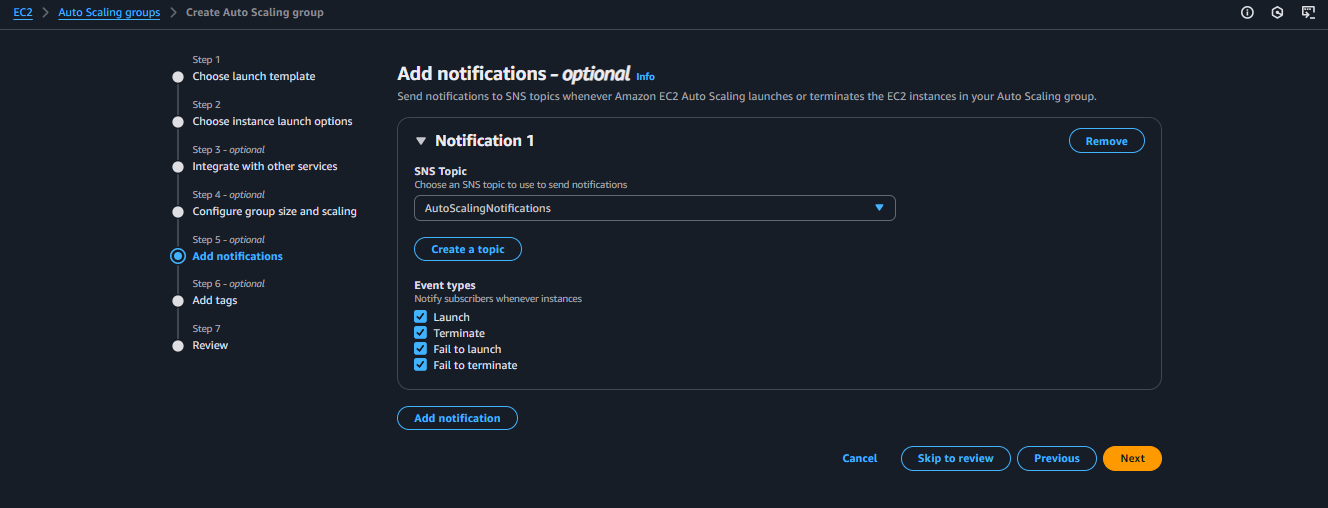 EC2 > Auto Scaling groups > Create Auto Scaling group
Step 1
Choose launch template
Step 2
Choose instance launch options
Step 3 - optional
Integrate with other services
Step 4 - optional
Configure group size and scaling
Step 5 - optional
Add notifications
Step 6 - optional
Add tags
Step 7
Review
Add notifications - optional Info
Send notifications to SNS topics whenever Amazon EC2 Auto Scaling launches or terminates the EC2 instances in your Auto Scaling group.
Notification 1
Remove
SNS Topic
Choose an SNS topic to use to send notifications
AutoScalingNotifications
Create a topic
Event types
Notify subscribers whenever instances
Launch
Terminate
Fail to launch
Fail to terminate
Add notification
Cancel
Skip to review
Previous
Next